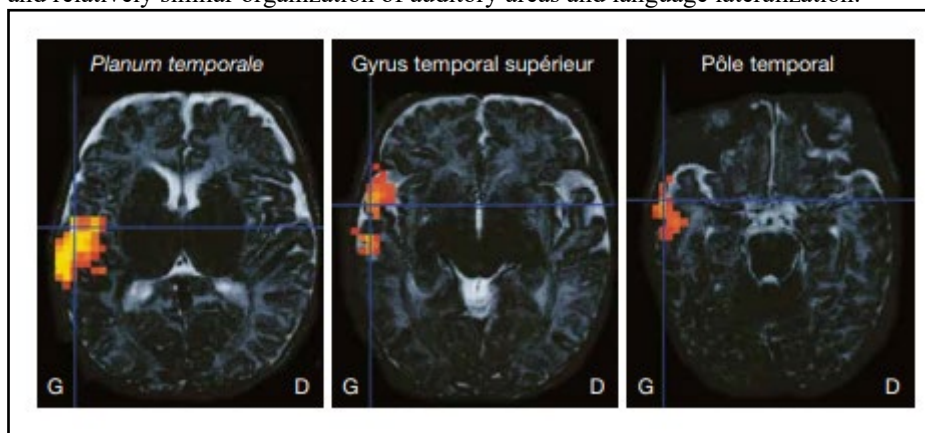 and relatively similar organization of auditory areas and language lateralization.
Planum temporale
Gyrus temporal supérieur
Pôle temporal
G D
G D
G D